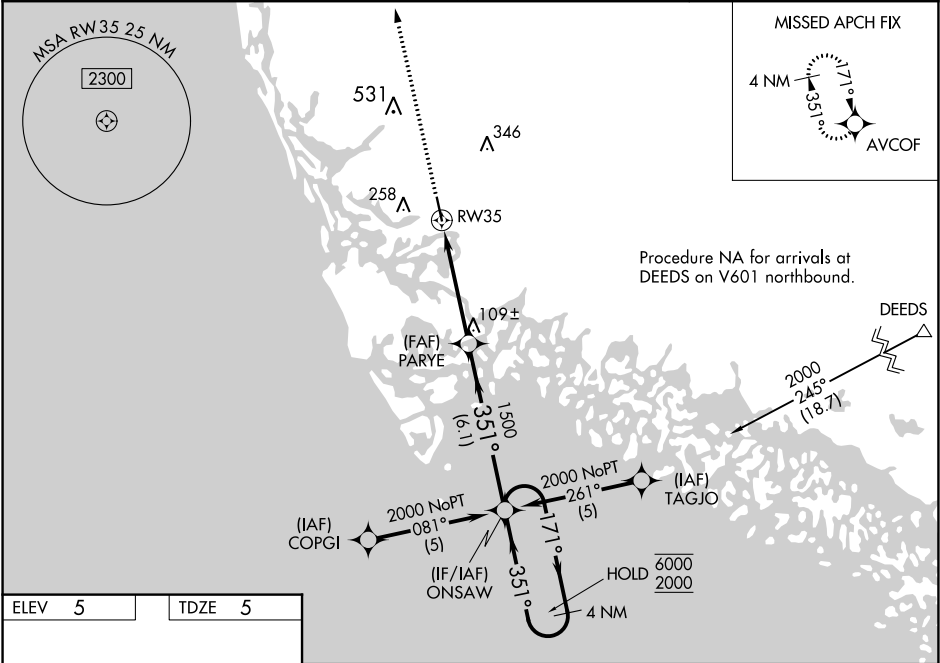 MSA RW35 25 NM
2300
MISSED APCH FIX
4 NM
171°
351°
AVCOF
531
346
258
RW35
Procedure NA for arrivals at
DEEDS on V601 northbound.
DEEDS
2000
245°
(18.7)
109±
(FAF)
PARYE
1500
351°
(6.1)
2000 NoPT
261°
(5)
(IAF)
TAGJO
(IAF)
COPGI
2000 NoPT
081°
(5)
(IF/IAF)
ONSAW
171°
351°
HOLD 6000
2000
4 NM
ELEV 5
TDZE 5